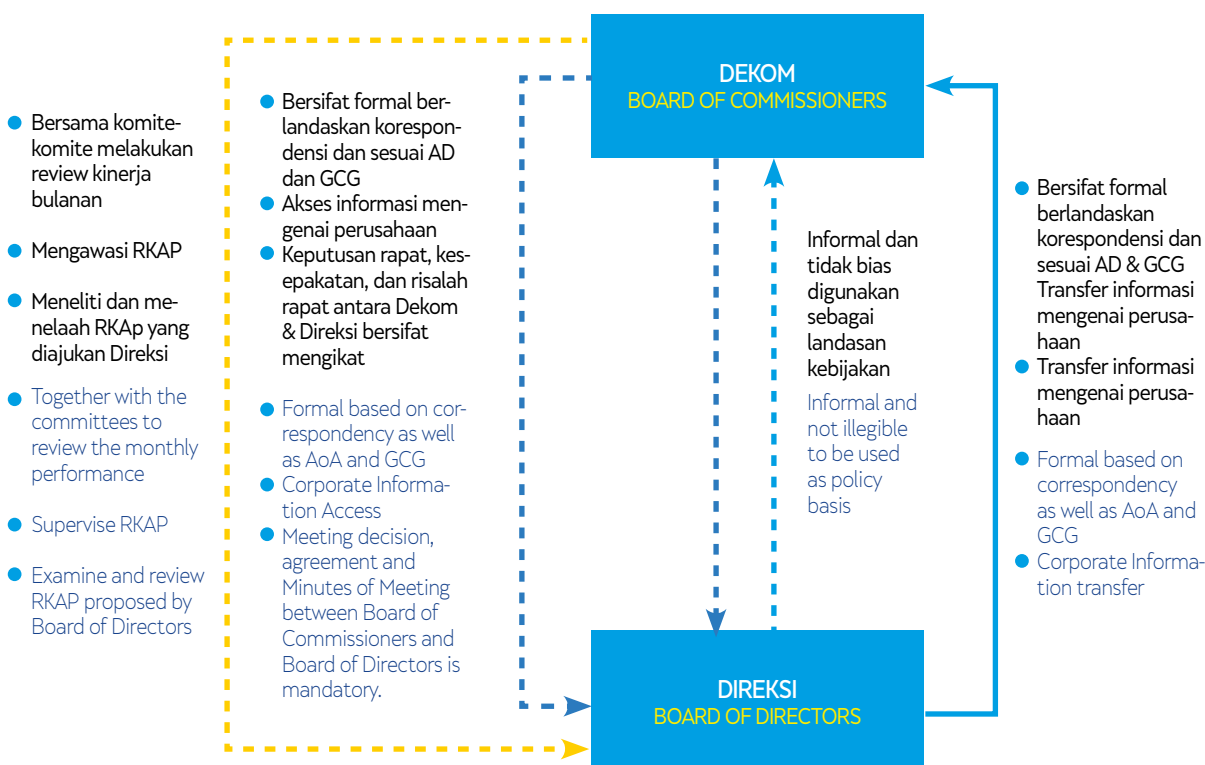 DEKOM
BOARD OF COMMISSIONERS
Bersama komite-
komite melakukan
review kinerja
bulanan
Mengawasi RKAP
Meneliti dan me-
nelaah RKAp yang
diajukan Direksi
Together with the
committees to
review the monthly
performance
Supervise RKAP
Examine and review
RKAP proposed by
Board of Directors
Bersifat formal ber-
landaskan korespon-
densi dan sesuai AD
dan GCG
Akses informasi men-
genai perusahaan
Keputusan rapat, kes-
epakatan, dan risalah
rapat antara Dekom
& Direksi bersifat
mengikat
Formal based on cor-
respondency as well
as AoA and GCG
Corporate Informa-
tion Access
Meeting decision,
agreement and
Minutes of Meeting
between Board of
Commissioners and
Board of Directors is
mandatory.
Informal dan
tidak bias
digunakan
sebagai
landasan
kebijakan
Informal and
not illegible
to be used
as policy
basis
Bersifat formal
berlandaskan
korespondensi dan
sesuai AD & GCG
Transfer informasi
mengenai perusa-
haan
Transfer informasi
mengenai perusa-
haan
Formal based on
correspondency
as well as AoA and
GCG
Corporate Informa-
tion transfer
DIREKSI
BOARD OF DIRECTORS